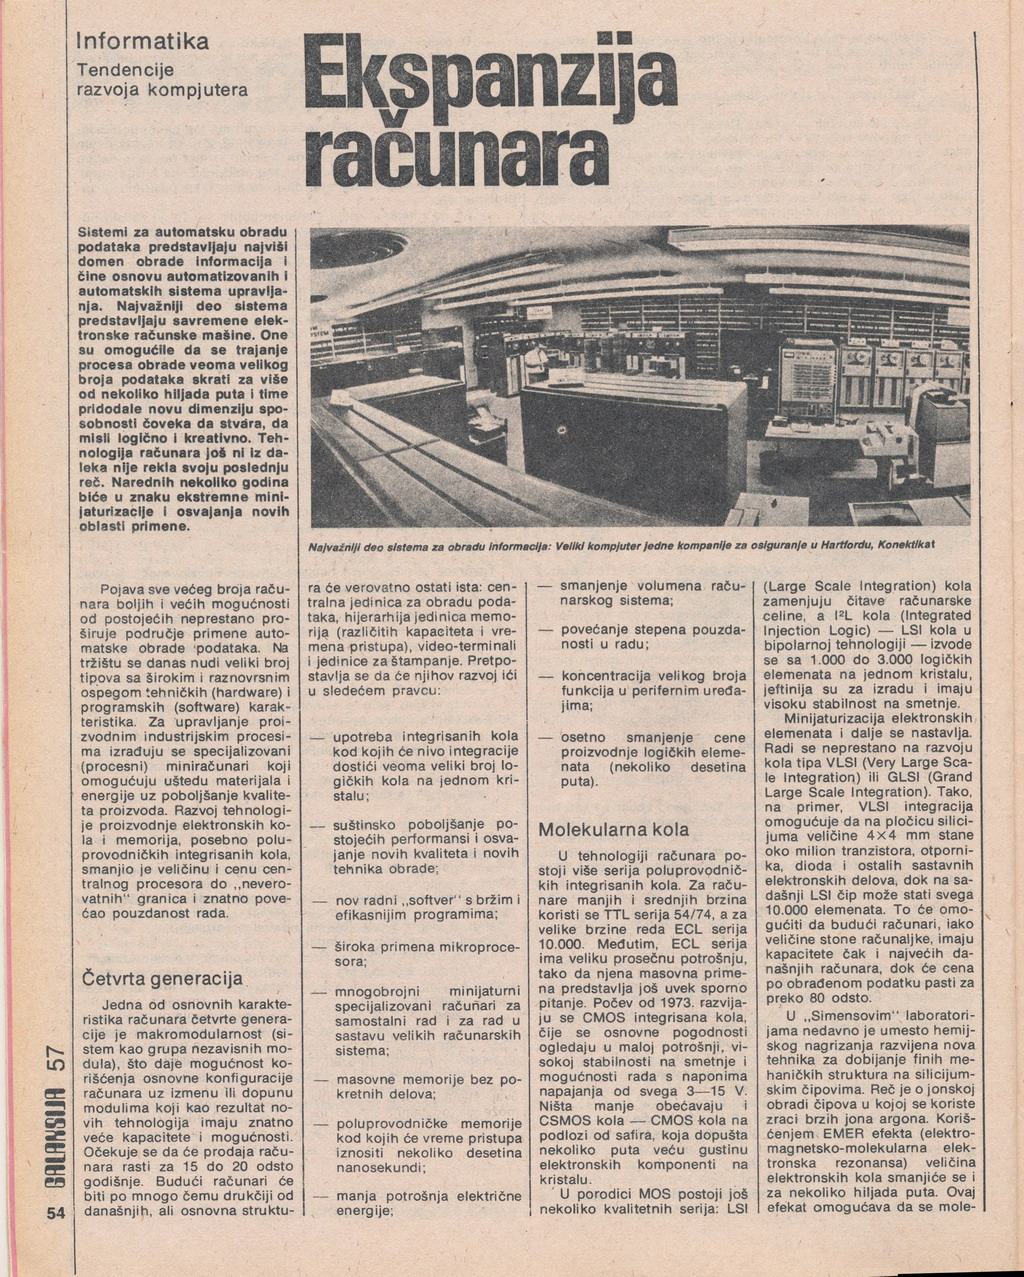 Informatika
Tendencije
razvoja kompjutera
Ekspanzija
računara
Sistemi za automatsku obradu
podataka predstavljaju najviši
domen obrade informacija i
čine osnovu automatizovanih i
automatskih sistema upravlja-
nja. Najvažniji deo sistema
predstavljaju savremene elek-
tronske računske mašine. One
su omogućile da se trajanje
procesa obrade veoma velikog
broja podataka skrati za više
od nekoliko hiljada puta i time
pridodale novu dimenziju spo-
sobnosti čoveka da stvara, da
misli logično i kreativno. Teh-
nologija računara još ni iz da-
leka nije rekla svoju poslednju
reč. Narednih nekoliko godina
biće u znaku ekstremne mini-
jaturizacije i osvajanja novih
oblasti primene.
Najvažniji deo sistema za obradu informacija: Veliki kompjuter jedne kompanije za osiguranje u Hartfordu, Konektikat
Pojava sve većeg broja raču-
nara boljih i većih mogućnosti
od postojećih neprestano pro-
širuje područje primene auto-
matske obrade podataka. Na
tržištu se danas nudi veliki broj
tipova sa širokim i raznovrsnim
ospegom tehničkih (hardware) i
programskih (software) karak-
teristika. Za upravljanje proi-
zvodnim industrijskim procesi-
ma izrađuju se specijalizovani
(procesni) miniračunari koji
omogućuju uštedu materijala i
energije uz poboljšanje kvalite-
ta proizvoda. Razvoj tehnologi-
je proizvodnje elektronskih ko-
la i memorija, posebno polu-
provodničkih integrisanih kola,
smanjio je veličinu i cenu cen-
tralnog procesora do „nevero-
vatnih“ granica i znatno pove-
ćao pouzdanost rada.
Četvrta generacija
Jedna od osnovnih karakte-
ristika računara četvrte genera-
cije je makromodularnost (si-
stem kao grupa nezavisnih mo-
dula), što daje mogućnost ko-
rišćenja osnovne konfiguracije
računara uz izmenu ili dopunu
modulima koji kao rezultat no-
vih tehnologija imaju znatno
veće kapacitete i mogućnosti.
Očekuje se da će prodaja raču-
nara rasti za 15 do 20 odsto
godišnje. Budući računari će
biti po mnogo čemu drukčiji od
današnjih, ali osnovna struktu-
ra će verovatno ostati ista: cen-
tralna jedinica za obradu poda-
taka, hijerarhija jedinica memo-
rija (različitih kapaciteta i vre-
mena pristupa), video-terminali
i jedinice za štampanje. Pretpo-
stavlja se da će njihov razvoj ići
u sledećem pravcu:
— upotreba integrisanih kola
kod kojih će nivo integracije
dostići veoma veliki broj lo-
gičkih kola na jednom kri-
stalu;
— suštinsko poboljšanje po-
stojećih performansi i osva-
janje novih kvaliteta i novih
tehnika obrade;
— nov radni „softver“ s bržim i
efikasnijim programima;
— široka primena mikroproce-
sora;
— mnogobrojni minijaturni
specijalizovani računari za
samostalni rad i za rad u
sastavu velikih računarskih
sistema;
— masovne memorije bez po-
kretnih delova;
— poluprovodničke memorije
kod kojih će vreme pristupa
iznositi nekoliko desetina
nanosekundi;
— manja potrošnja električne
energije;
— smanjenje volumena raču-
narskog sistema;
— povećanje stepena pouzda-
nosti u radu;
— koncentracija velikog broja
funkcija u perifernim uređa-
jima;
— osetno smanjenje cene
proizvodnje logičkih eleme-
nata (nekoliko desetina
puta).
Molekularna kola
U tehnologiji računara po-
stoji više serija poluprovodnič-
kih integrisanih kola. Za raču-
nare manjih i srednjih brzina
koristi se TTL serija 54/74, a za
velike brzine reda ECL serija
10.000. Međutim, ECL serija
ima veliku prosečnu potrošnju,
tako da njena masovna prime-
na predstavlja još uvek sporno
pitanje. Počev od 1973. razvija-
ju se CMOS integrisana kola,
čije se osnovne pogodnosti
ogledaju u maloj potrošnji, vi-
sokoj stabilnosti na smetnje i
mogućnosti rada s naponima
napajanja od svega 3—15 V.
Ništa manje obećavaju i
CSMOS kola — CMOS kola na
podlozi od safira, koja dopušta
nekoliko puta veću gustinu
elektronskih komponenti na
kristalu.
U porodici MOS postoji još
nekoliko kvalitetnih serija: LSI
(Large Scale Integration) kola
zamenjuju čitave računarske
celine, a I²L kola (Integrated
Injection Logic) — LSI kola u
bipolarnoj tehnologiji — izvode
se sa 1.000 do 3.000 logičkih
elemenata na jednom kristalu,
jeftinija su za izradu i imaju
visoku stabilnost na smetnje.
Minijaturizacija elektronskih
elemenata i dalje se nastavlja.
Radi se neprestano na razvoju
kola tipa VLSI (Very Large Sca-
le Integration) ili GLSI (Grand
Large Scale Integration). Tako,
na primer, VLSI integracija
omogućuje da na pločicu silici-
juma veličine 4×4 mm stane
oko milion tranzistora, otporni-
ka, dioda i ostalih sastavnih
elektronskih delova, dok na sa-
dašnji LSI čip može stati svega
10.000 elemenata. To će omo-
gućiti da budući računari, iako
veličine stone računaljke, imaju
kapacitete čak i najvećih da-
našnjih računara, dok će cena
po obrađenom podatku pasti za
preko 80 odsto.
U „Simensovim“ laboratori-
jama nedavno je umesto hemij-
skog nagrizanja razvijena nova
tehnika za dobijanje finih me-
haničkih struktura na silicijum-
skim čipovima. Reč je o jonskoj
obradi čipova u kojoj se koriste
zraci brzih jona argona. Koriš-
ćenjem EMER efekta (elektro-
magnetsko-molekularna elek-
tronska rezonansa) veličina
elektronskih kola smanjiće se i
za nekoliko hiljada puta. Ovaj
efekat omogućava da se mole-
GALAKSIJA 57
54